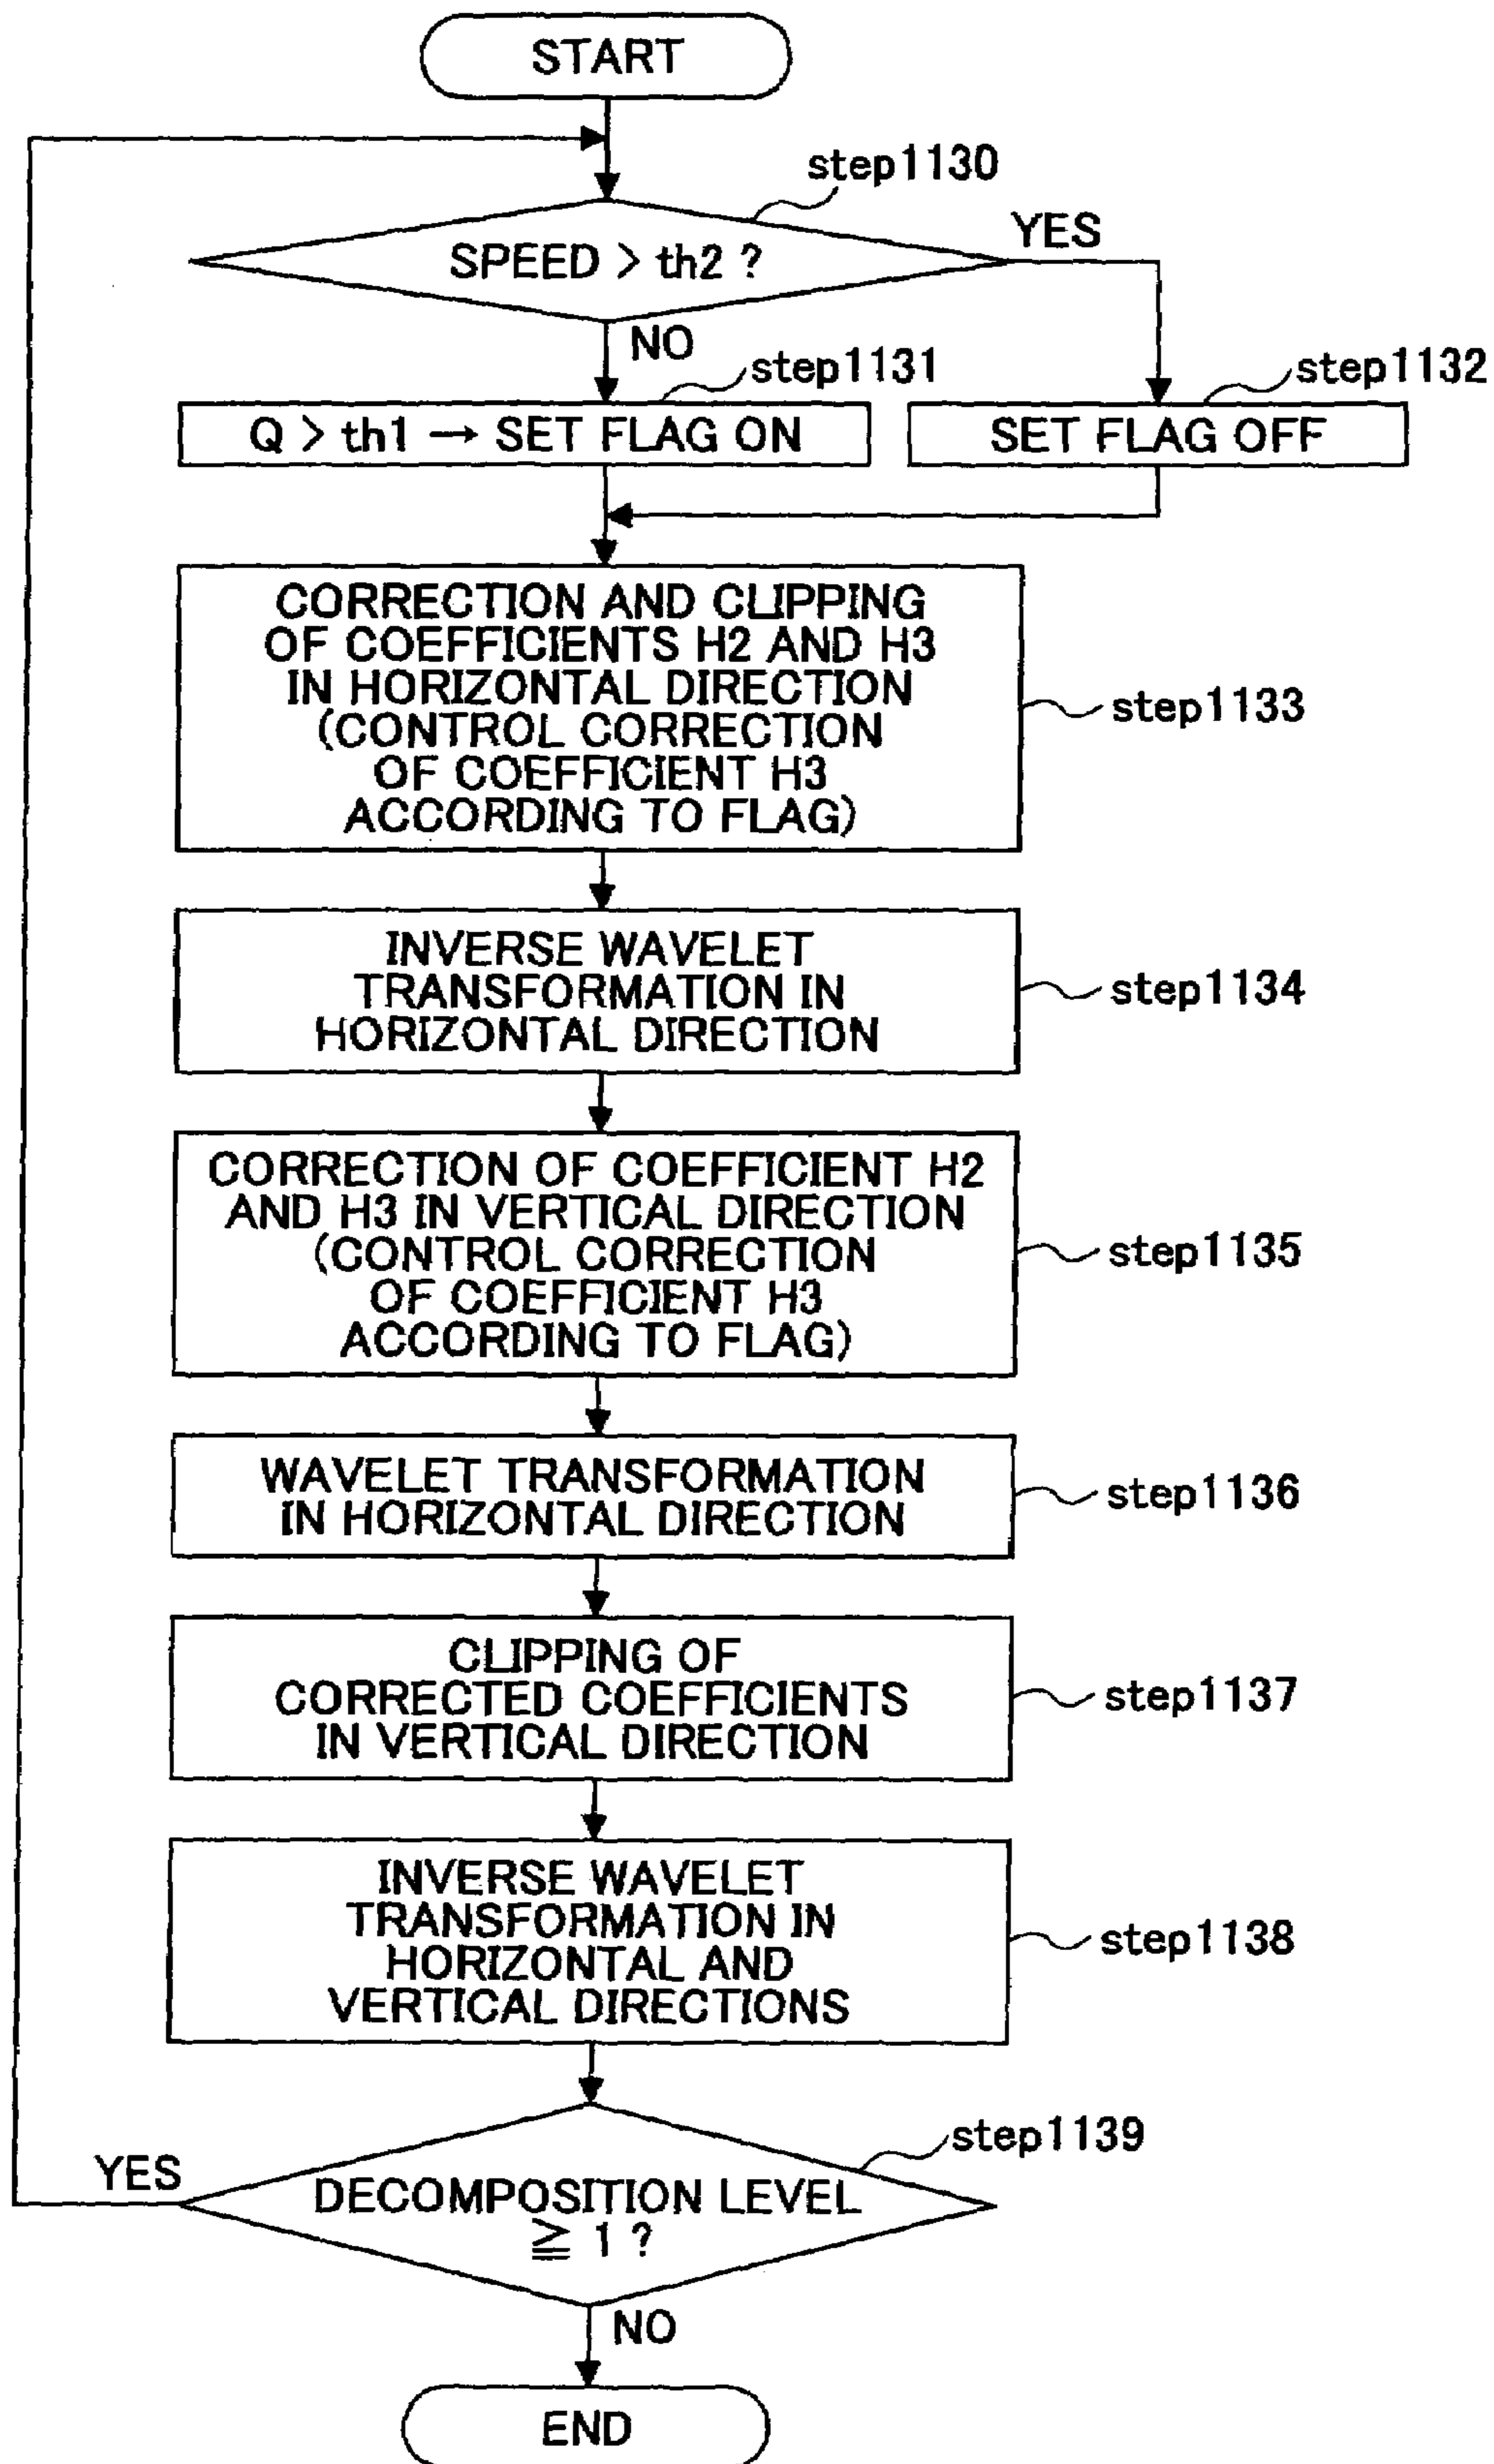 START
step1130
YES
SPEED > th2 ?
NO
step1131
step1132
Q > th1 → SET FLAG ON
SET FLAG OFF
CORRECTION AND CLIPPING
OF COEFFICIENTS H2 AND H3
IN HORIZONTAL DIRECTION
(CONTROL CORRECTION
OF COEFFICIENT H3
ACCORDING TO FLAG)
step1133
INVERSE WAVELET
TRANSFORMATION IN
HORIZONTAL DIRECTION
step1134
CORRECTION OF COEFFICIENT H2
AND H3 IN VERTICAL DIRECTION
(CONTROL CORRECTION
OF COEFFICIENT H3
ACCORDING TO FLAG)
step1135
WAVELET TRANSFORMATION
IN HORIZONTAL DIRECTION
step1136
CLIPPING OF
CORRECTED COEFFICIENTS
IN VERTICAL DIRECTION
step1137
INVERSE WAVELET
TRANSFORMATION IN
HORIZONTAL AND
VERTICAL DIRECTIONS
step1138
step1139
YES
DECOMPOSITION LEVEL
≧ 1 ?
NO
END